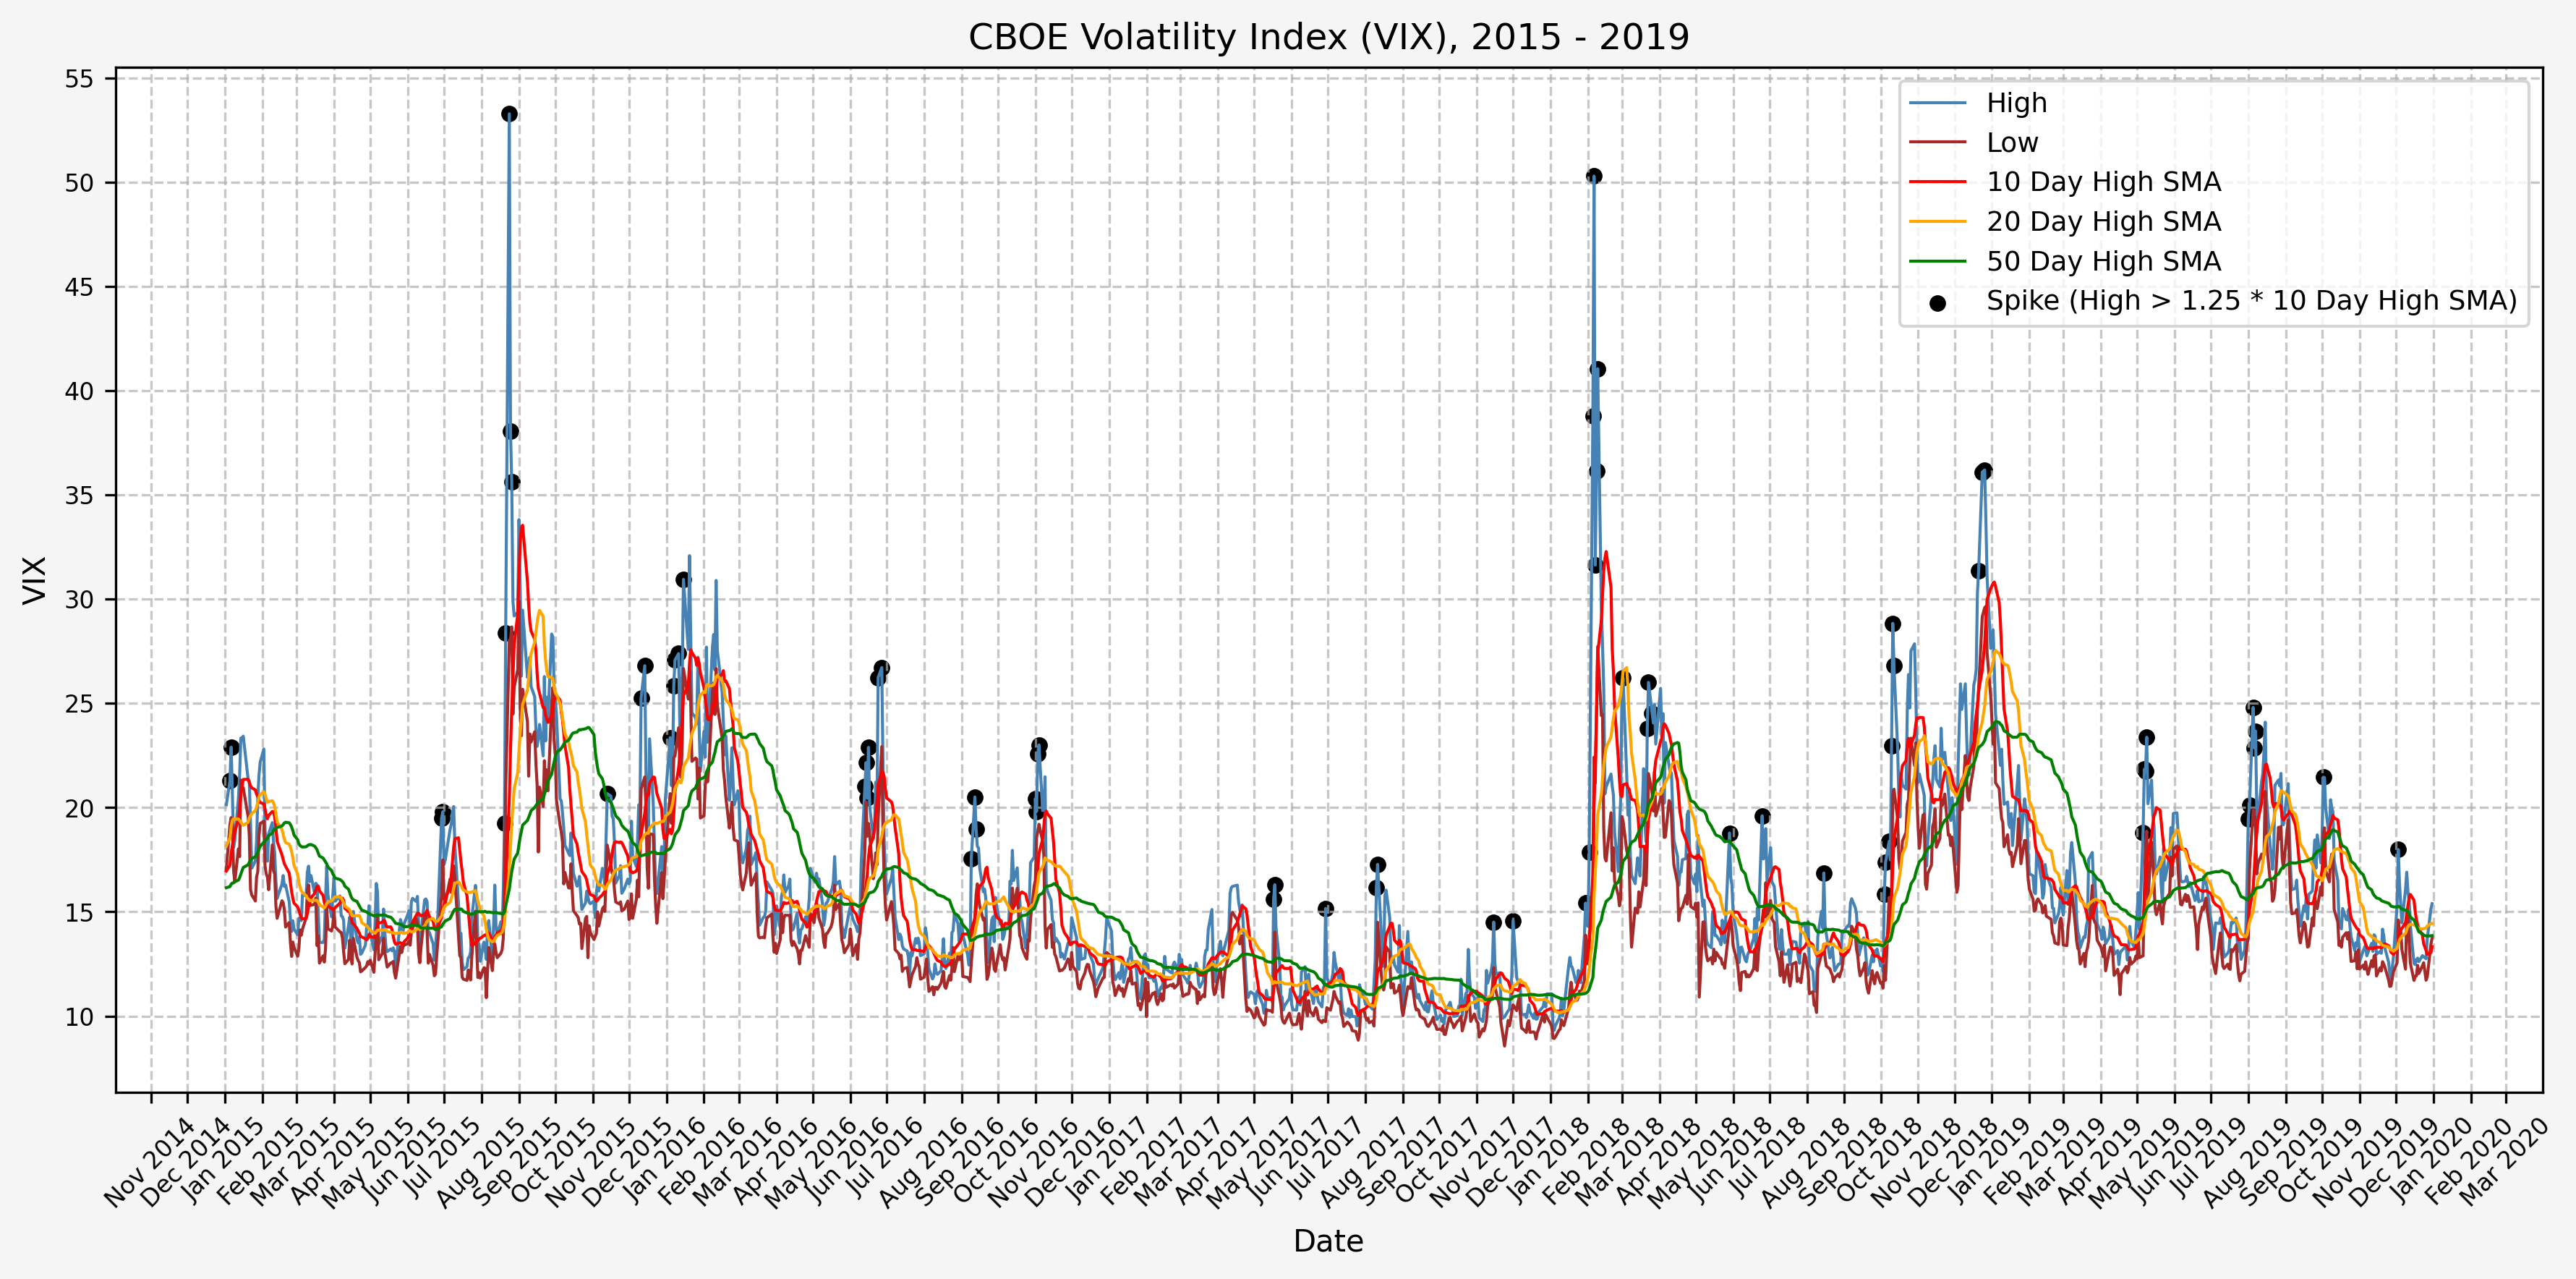 CBOE Volatility Index (VIX), 2015 - 2019
55
50
45
40
35
30
25
20
15
10
VIX
High
Low
10 Day High SMA
20 Day High SMA
50 Day High SMA
Spike (High > 1.25 * 10 Day High SMA)
Nov 2014
Dec 2014
Jan 2015
Feb 2015
Mar 2015
Apr 2015
May 2015
Jun 2015
Jul 2015
Aug 2015
Sep 2015
Oct 2015
Nov 2015
Dec 2015
Jan 2016
Feb 2016
Mar 2016
Apr 2016
May 2016
Jun 2016
Jul 2016
Aug 2016
Sep 2016
Oct 2016
Nov 2016
Dec 2016
Jan 2017
Feb 2017
Mar 2017
Apr 2017
May 2017
Jun 2017
Jul 2017
Aug 2017
Sep 2017
Oct 2017
Nov 2017
Dec 2017
Jan 2018
Feb 2018
Mar 2018
Apr 2018
May 2018
Jun 2018
Jul 2018
Aug 2018
Sep 2018
Oct 2018
Nov 2018
Dec 2018
Jan 2019
Feb 2019
Mar 2019
Apr 2019
May 2019
Jun 2019
Jul 2019
Aug 2019
Sep 2019
Oct 2019
Nov 2019
Dec 2019
Jan 2020
Feb 2020
Mar 2020
Date